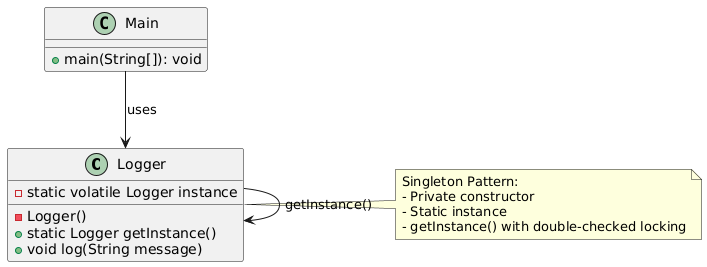 C Main
main(String[]): void
uses
C Logger
static volatile Logger instance
Logger()
static Logger getInstance()
void log(String message)
getInstance()
Singleton Pattern:
- Private constructor
- Static instance
- getInstance() with double-checked locking